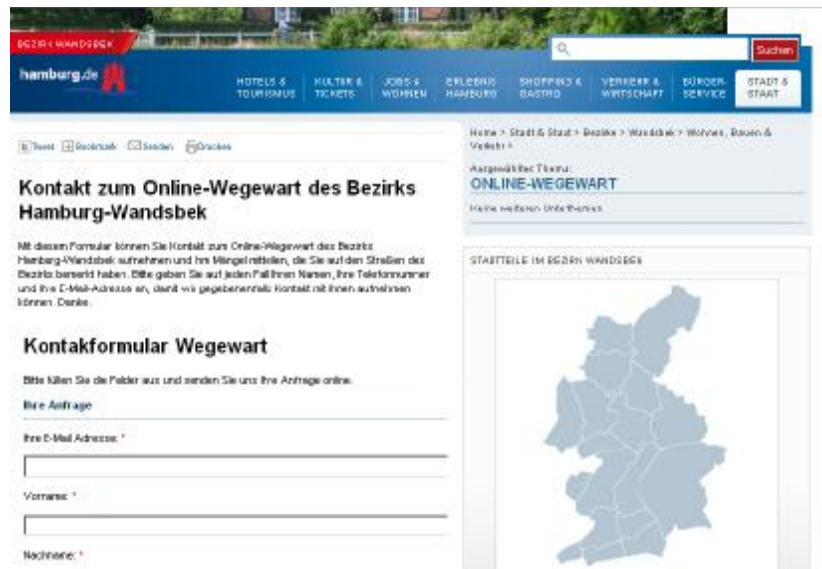 BEZIRK WANDSBEK
Suchen
hamburg.de
HOTELS & TOURISMUS
KULTUR & TICKETS
JOBS & WOHNEN
ERLEBNIS HAMBURG
SHOPPING & GASTRO
VERKEHR & WIRTSCHAFT
BÜRGER-SERVICE
STADT & STAAT
Tweet Bookmark Senden Drucken
Kontakt zum Online-Wegewart des Bezirks
Hamburg-Wandsbek
Mit diesem Formular können Sie Kontakt zum Online-Wegewart des Bezirks
Hamburg-Wandsbek aufnehmen und ihm Mängel mitteilen, die Sie auf den Straßen des
Bezirks bemerkt haben. Bitte geben Sie auf jeden Fall Ihren Namen, Ihre Telefonnummer
und Ihre E-Mail-Adresse an, damit wir gegebenenfalls Kontakt mit Ihnen aufnehmen
können. Danke.
Kontakformular Wegewart
Bitte füllen Sie die Felder aus und senden Sie uns Ihre Anfrage online.
Ihre Anfrage
Ihre E-Mail Adresse: *
Vorname: *
Nachname: *
Home > Stadt & Staat > Bezirke > Wandsbek > Wohnen, Bauen &
Verkehr >
Ausgewähltes Thema:
ONLINE-WEGEWART
Keine weiteren Unterthemen
STADTTEILE IM BEZIRK WANDSBEK